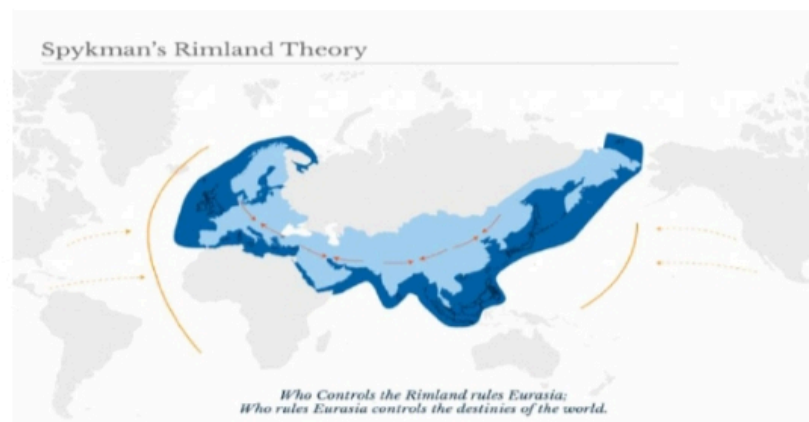 Spykman's Rimland Theory
Who Controls the Rimland rules Eurasia;
Who rules Eurasia controls the destinies of the world.